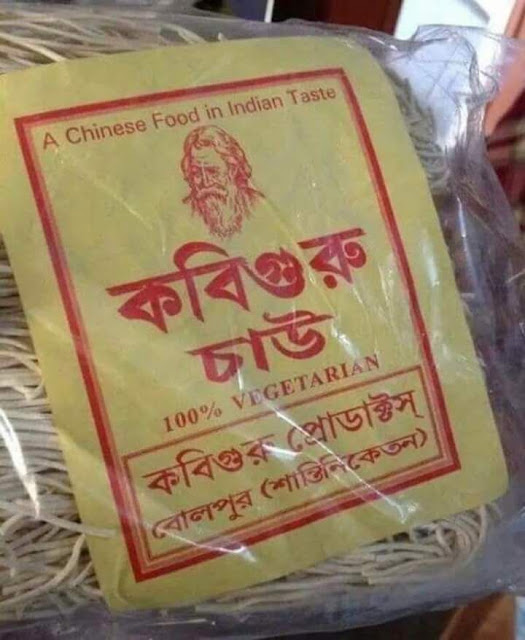 A Chinese Food in Indian Taste
কবিগুরু
চাউ
100% VEGETARIAN
কবিগুরু প্রোডাক্টস্
বোলপুর (শান্তিনিকেতন)